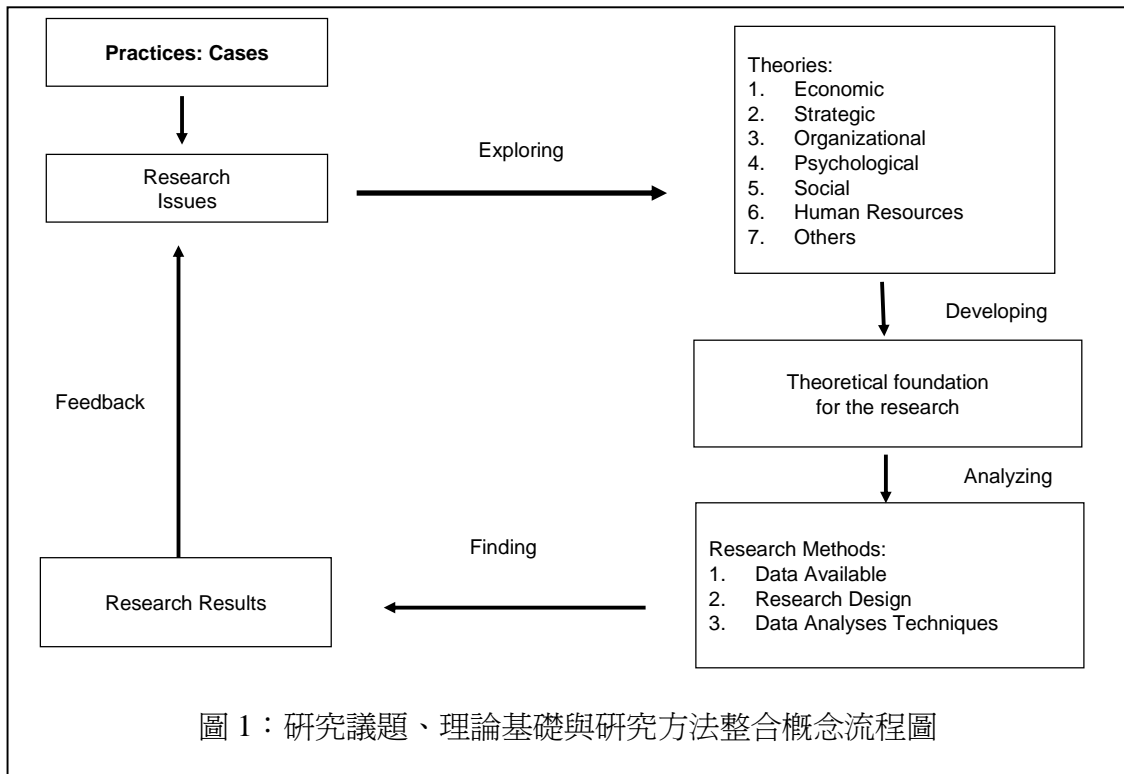 Practices: Cases
Research
Issues
Exploring
Theories:
1. Economic
2. Strategic
3. Organizational
4. Psychological
5. Social
6. Human Resources
7. Others
Developing
Theoretical foundation
for the research
Analyzing
Research Methods:
1. Data Available
2. Research Design
3. Data Analyses Techniques
Finding
Research Results
Feedback
圖 1：研究議題、理論基礎與研究方法整合概念流程圖